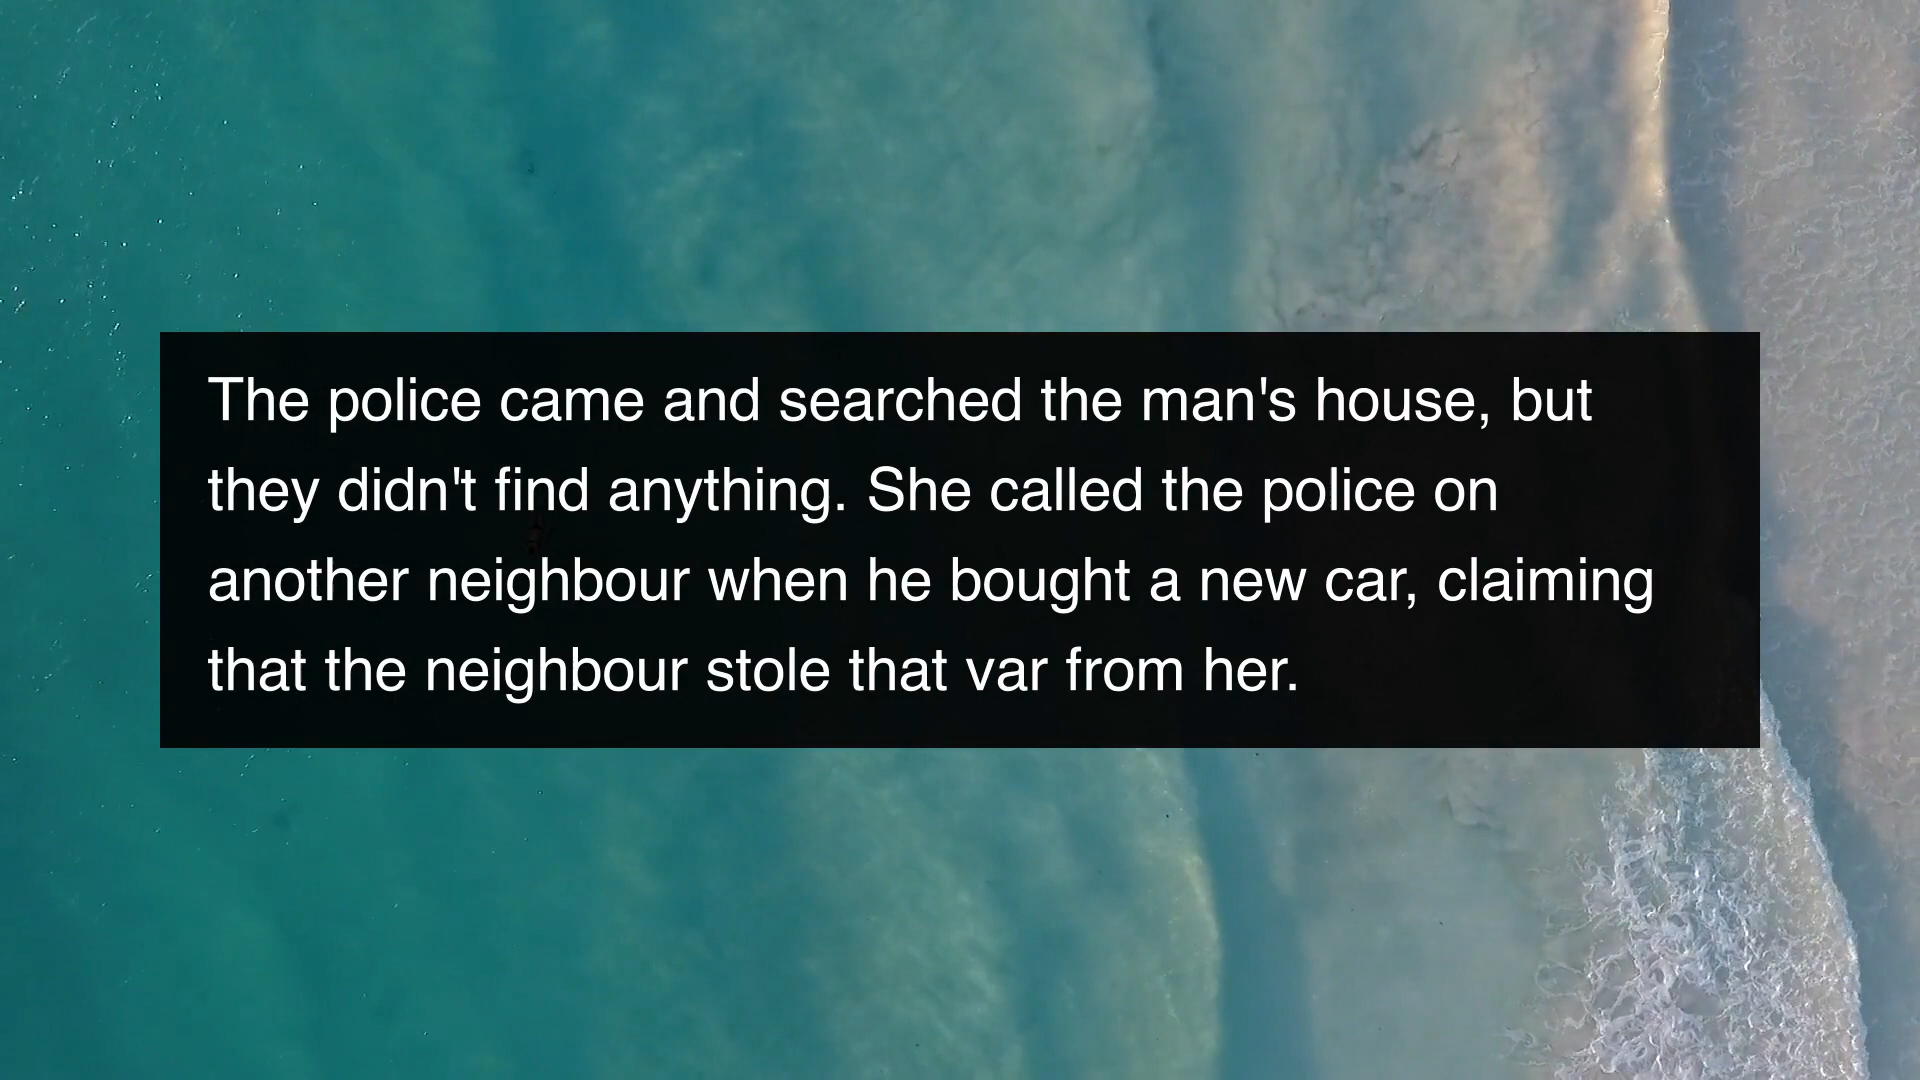 The police came and searched the man's house, but
they didn't find anything. She called the police on
another neighbour when he bought a new car, claiming
that the neighbour stole that var from her.